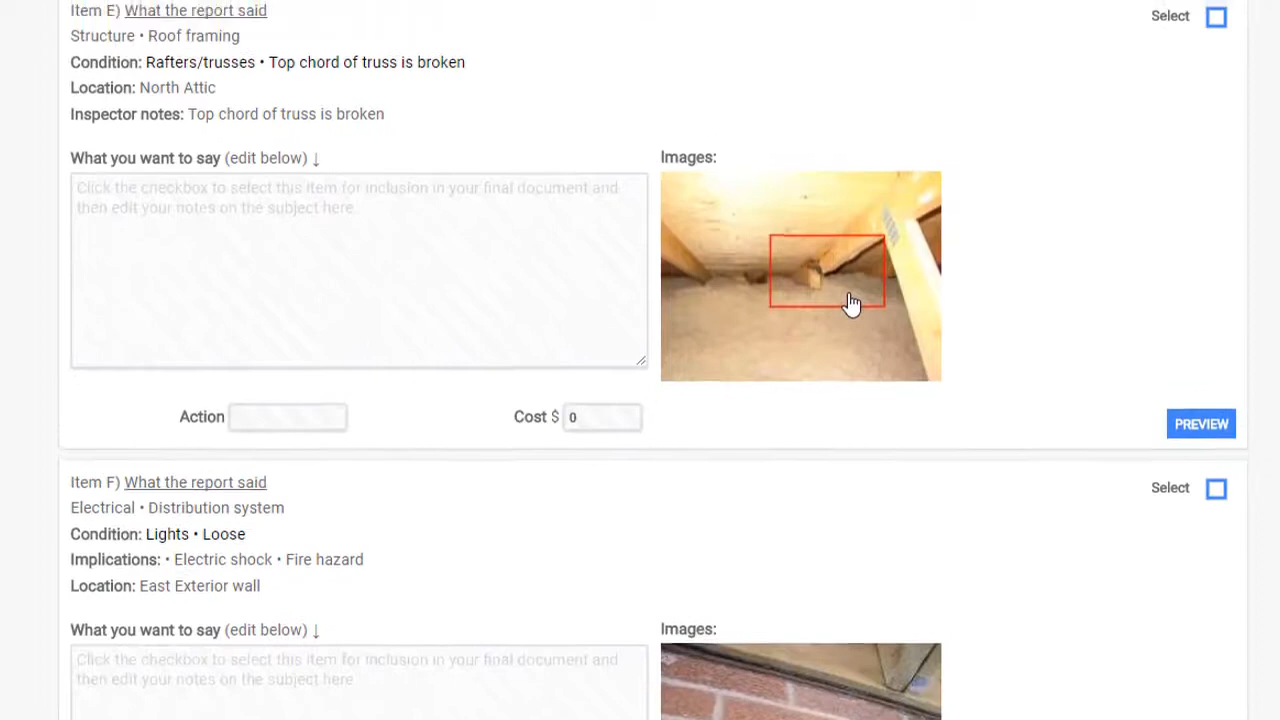 Item E) What the report said
Select
Structure • Roof framing
Condition: Rafters/trusses • Top chord of truss is broken
Location: North Attic
Inspector notes: Top chord of truss is broken
What you want to say (edit below) ↓
Images:
Click the checkbox to select this item for inclusion in your final document and
then edit your notes on the subject here.
Action
Cost $ 0
PREVIEW
Item F) What the report said
Select
Electrical • Distribution system
Condition: Lights • Loose
Implications: • Electric shock • Fire hazard
Location: East Exterior wall
What you want to say (edit below) ↓
Images:
Click the checkbox to select this item for inclusion in your final document and
then edit your notes on the subject here